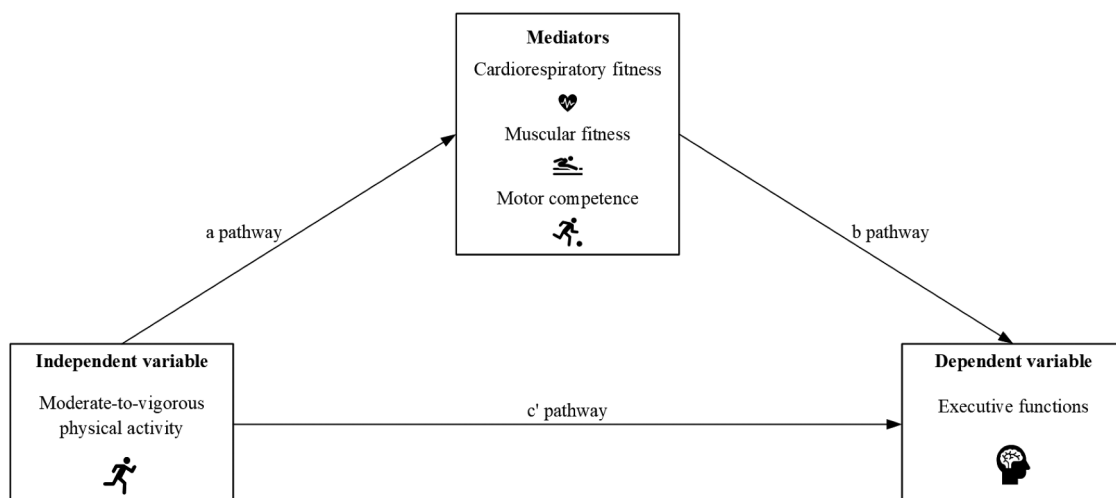 Mediators
Cardiorespiratory fitness
Muscular fitness
Motor competence
a pathway
b pathway
Independent variable
Moderate-to-vigorous
physical activity
c' pathway
Dependent variable
Executive functions